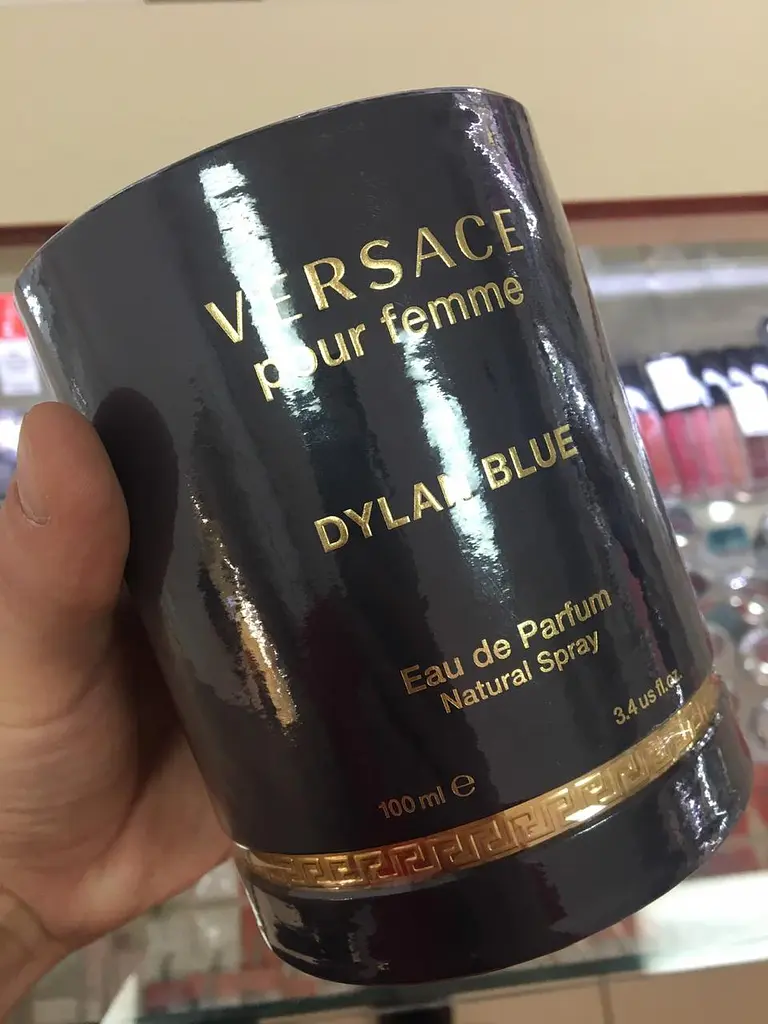 VERSACE
pour femme
DYLAN BLUE
Eau de Parfum
Natural Spray
3.4 us fl.oz.
100 ml ℮